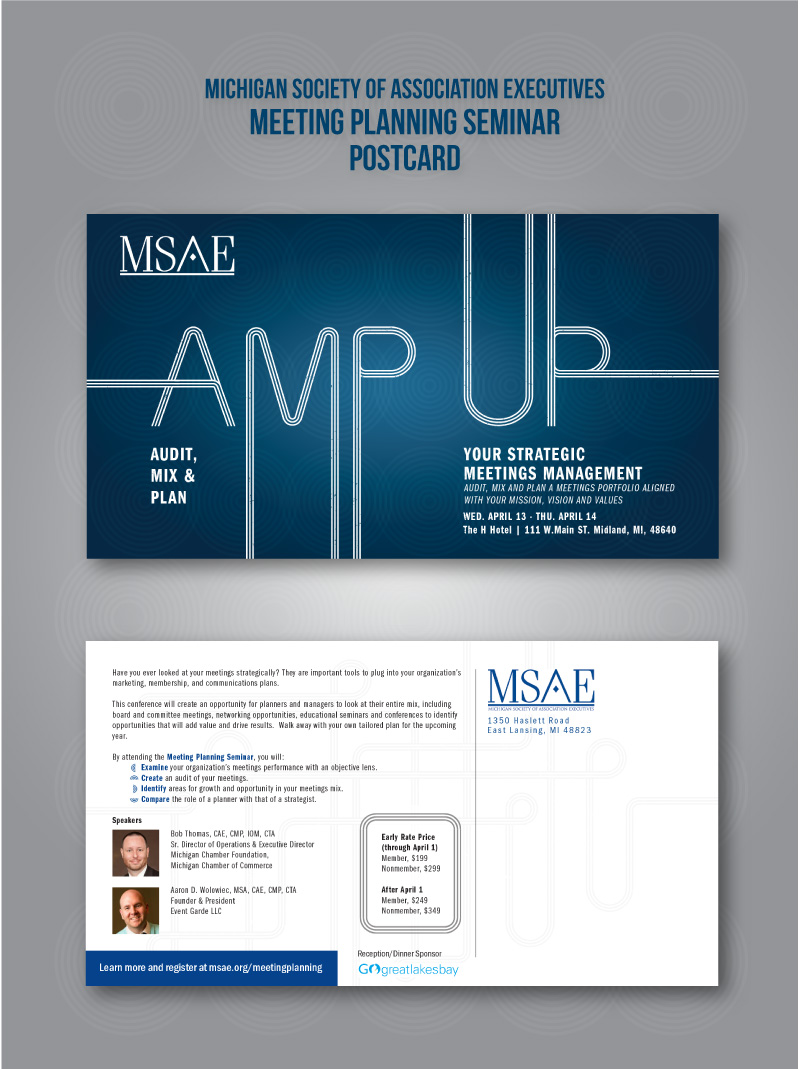 MICHIGAN SOCIETY OF ASSOCIATION EXECUTIVES
MEETING PLANNING SEMINAR
POSTCARD
MSAE
AMP UP
AUDIT,
MIX &
PLAN
YOUR STRATEGIC
MEETINGS MANAGEMENT
AUDIT, MIX AND PLAN A MEETINGS PORTFOLIO ALIGNED
WITH YOUR MISSION, VISION AND VALUES
WED. APRIL 13 - THU. APRIL 14
The H Hotel | 111 W.Main ST. Midland, MI, 48640
Have you ever looked at your meetings strategically? They are important tools to plug into your organization's
marketing, membership, and communications plans.
This conference will create an opportunity for planners and managers to look at their entire mix, including
board and committee meetings, networking opportunities, educational seminars and conferences to identify
opportunities that will add value and drive results. Walk away with your own tailored plan for the upcoming
year.
By attending the Meeting Planning Seminar, you will:
Examine your organization's meetings performance with an objective lens.
Create an audit of your meetings.
Identify areas for growth and opportunity in your meetings mix.
Compare the role of a planner with that of a strategist.
Speakers
Bob Thomas, CAE, CMP, IOM, CTA
Sr. Director of Operations & Executive Director
Michigan Chamber Foundation,
Michigan Chamber of Commerce
Aaron D. Wolowiec, MSA, CAE, CMP, CTA
Founder & President
Event Garde LLC
Learn more and register at msae.org/meetingplanning
Early Rate Price
(through April 1)
Member, $199
Nonmember, $299
After April 1
Member, $249
Nonmember, $349
Reception/Dinner Sponsor
GOgreatlakesbay
MSAE
MICHIGAN SOCIETY OF ASSOCIATION EXECUTIVES
1350 Haslett Road
East Lansing, MI 48823